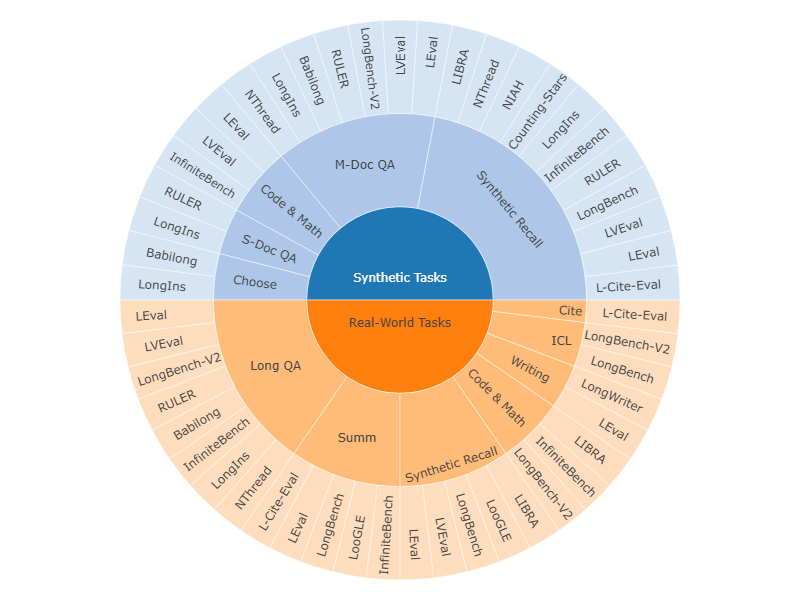 Synthetic Tasks
Synthetic Recall
M-Doc QA
Code & Math
S-Doc QA
Choose
L-Cite-Eval
LEval
LVEval
LongBench
RULER
InfiniteBench
LongIns
Counting-Stars
NIAH
NThread
LIBRA
LEval
LVEval
LongBench-V2
RULER
Babilong
LongIns
NThread
LEval
LVEval
InfiniteBench
RULER
LongIns
Babilong
LongIns
Real-World Tasks
Long QA
Summ
Synthetic Recall
Code & Math
Writing
ICL
Cite
LEval
LVEval
LongBench-V2
RULER
Babilong
InfiniteBench
LongIns
NThread
L-Cite-Eval
LEval
LongBench
LooGLE
InfiniteBench
LEval
LVEval
LongBench
LooGLE
LIBRA
LongBench-V2
InfiniteBench
LIBRA
LEval
LongWriter
LongBench
LongBench-V2
L-Cite-Eval